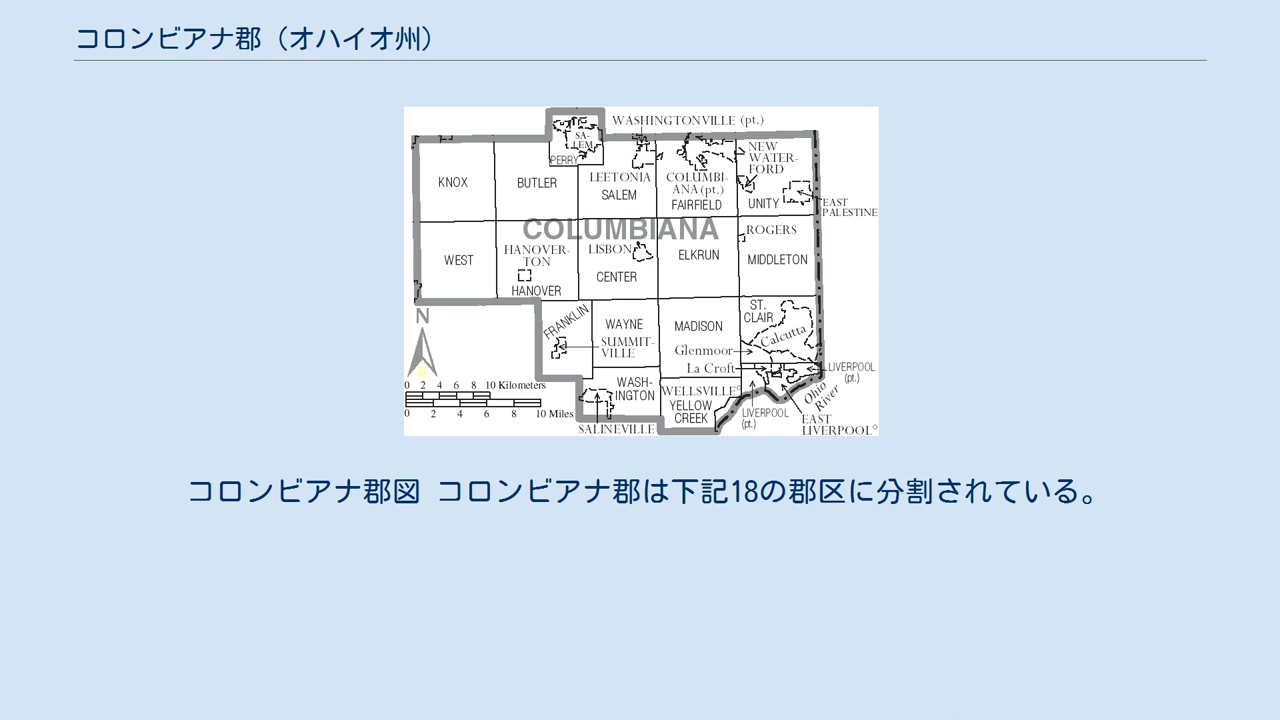 コロンビアナ郡（オハイオ州）
WASHINGTONVILLE (pt.)
SA-
LEM
PERRY
NEW
WATER-
FORD
KNOX
BUTLER
LEETONIA
SALEM
COLUMBI-
ANA (pt.)
FAIRFIELD
UNITY
EAST
PALESTINE
COLUMBIANA
WEST
HANOVER-
TON
HANOVER
LISBON
CENTER
ELKRUN
ROGERS
MIDDLETON
N
FRANKLIN
WAYNE
SUMMIT-
VILLE
MADISON
ST.
CLAIR
Calcutta
Glenmoor
La Croft
LIVERPOOL
(pt.)
0 2 4 6 8 10 Kilometers
0 2 4 6 8 10 Miles
WASH-
INGTON
WELLSVILLE
YELLOW
CREEK
LIVERPOOL
(pt.)
Ohio
River
EAST
LIVERPOOL
SALINEVILLE
コロンビアナ郡図 コロンビアナ郡は下記18の郡区に分割されている。